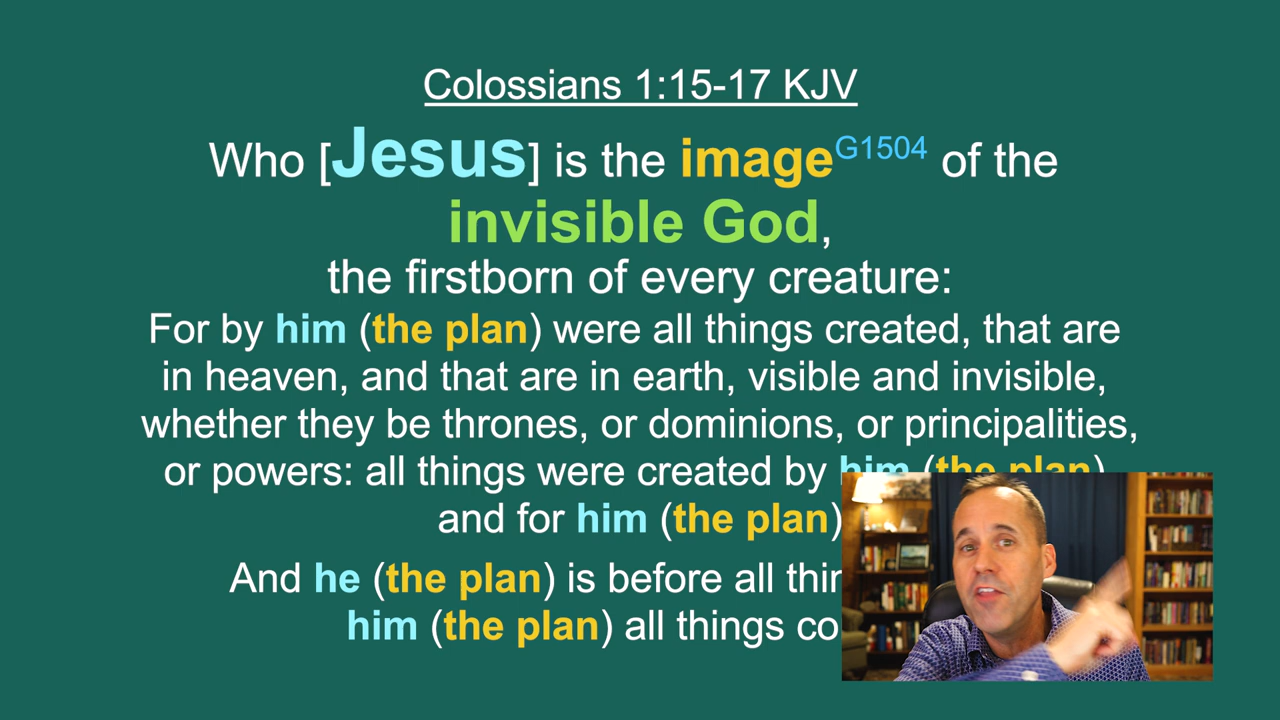 Colossians 1:15-17 KJV
Who [Jesus] is the imageG1504 of the
invisible God,
the firstborn of every creature:
For by him (the plan) were all things created, that are
in heaven, and that are in earth, visible and invisible,
whether they be thrones, or dominions, or principalities,
or powers: all things were created by him (the plan)
and for him (the plan)
And he (the plan) is before all
him (the plan) all things